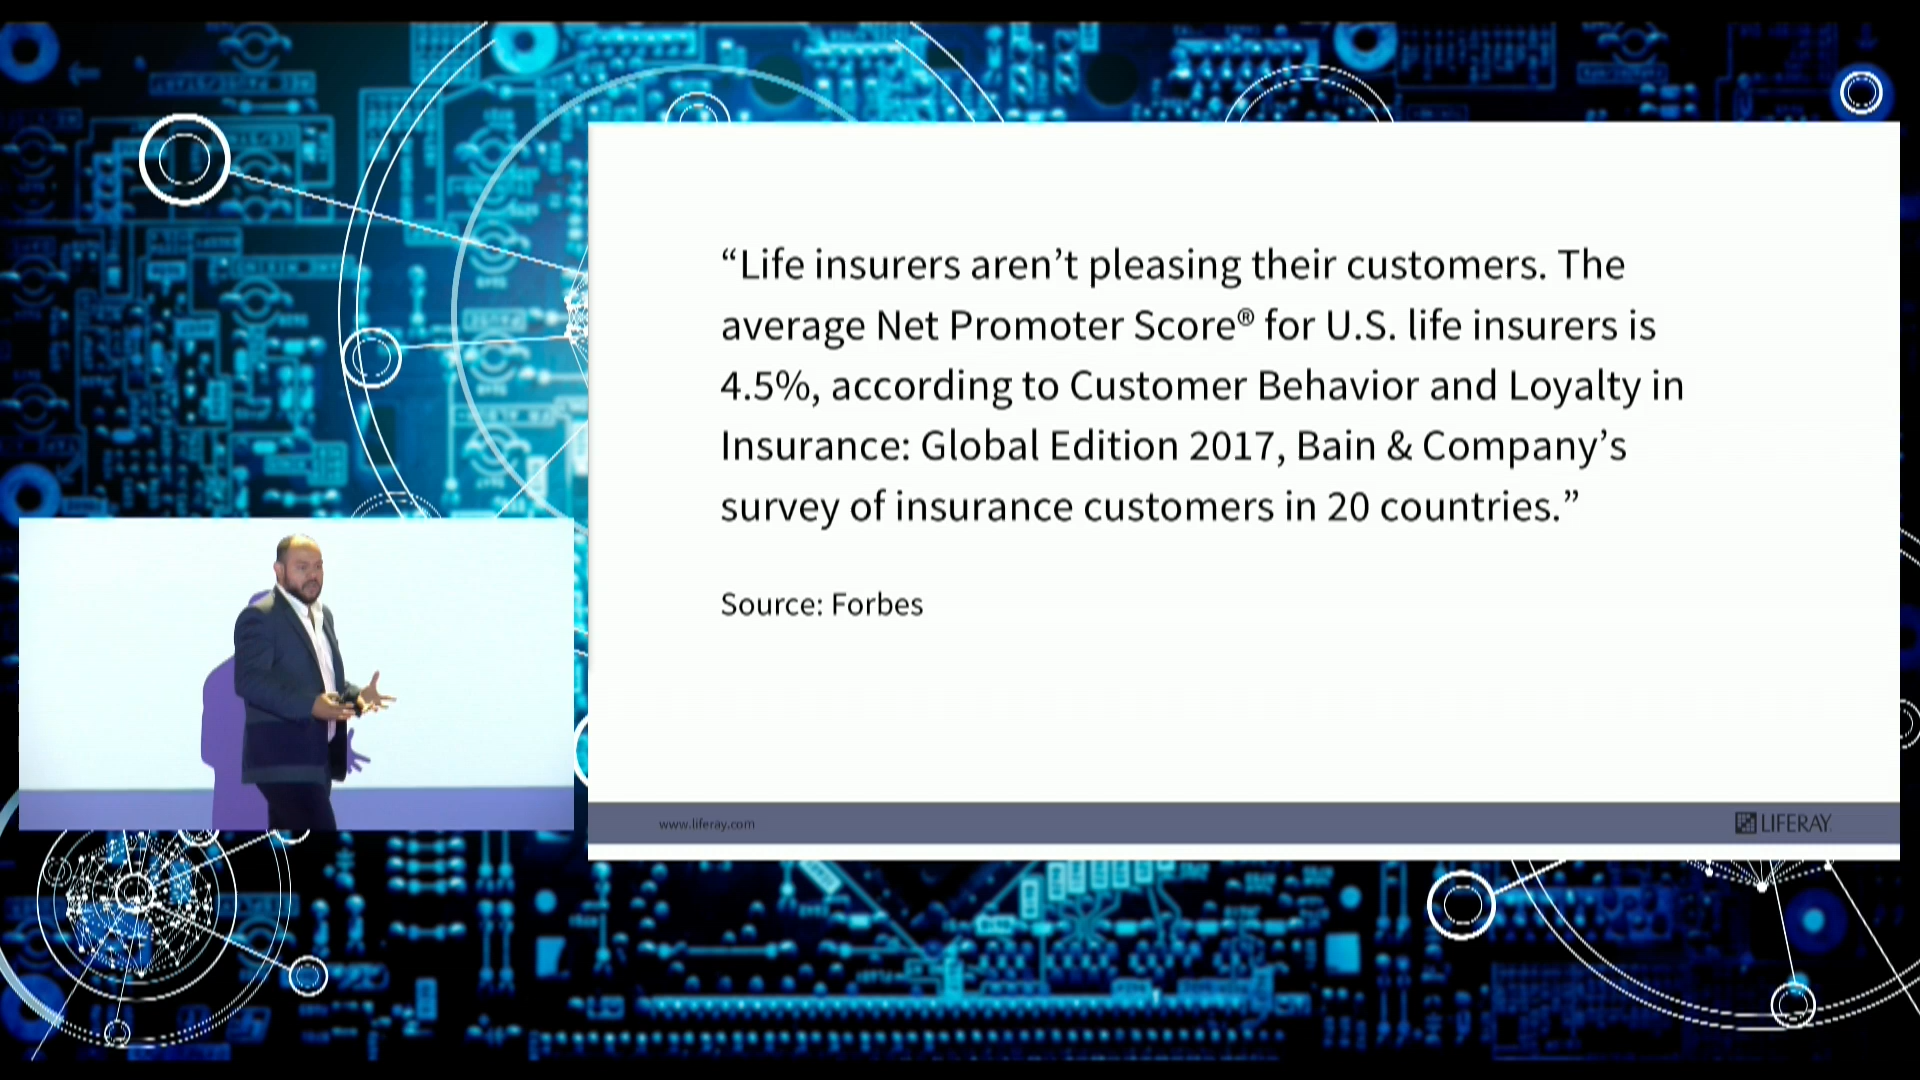 “Life insurers aren’t pleasing their customers. The
average Net Promoter Score® for U.S. life insurers is
4.5%, according to Customer Behavior and Loyalty in
Insurance: Global Edition 2017, Bain & Company’s
survey of insurance customers in 20 countries.”
Source: Forbes
www.liferay.com
LIFERAY